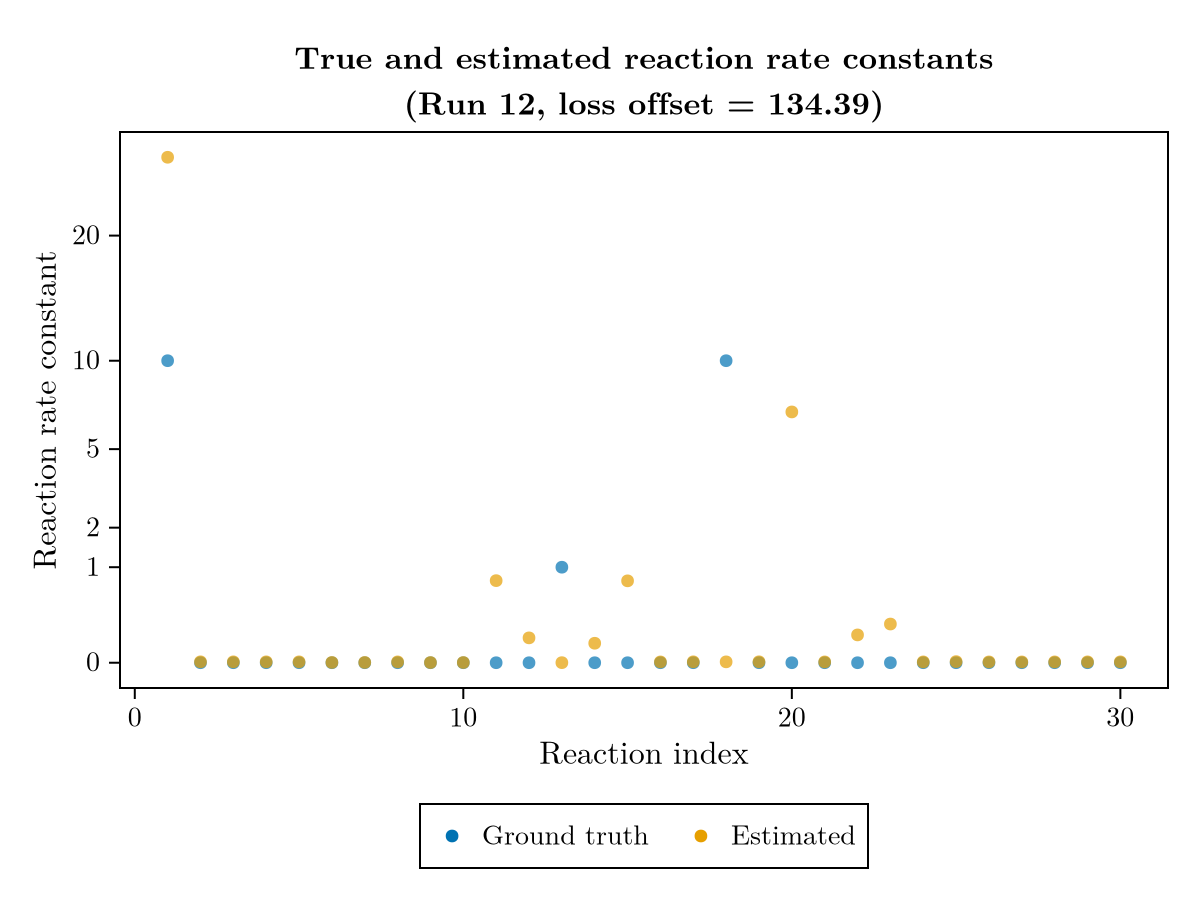 True and estimated reaction rate constants
(Run 12, loss offset = 134.39)
Reaction rate constant
20
10
5
2
1
0
0
10
20
30
Reaction index
Ground truth
Estimated